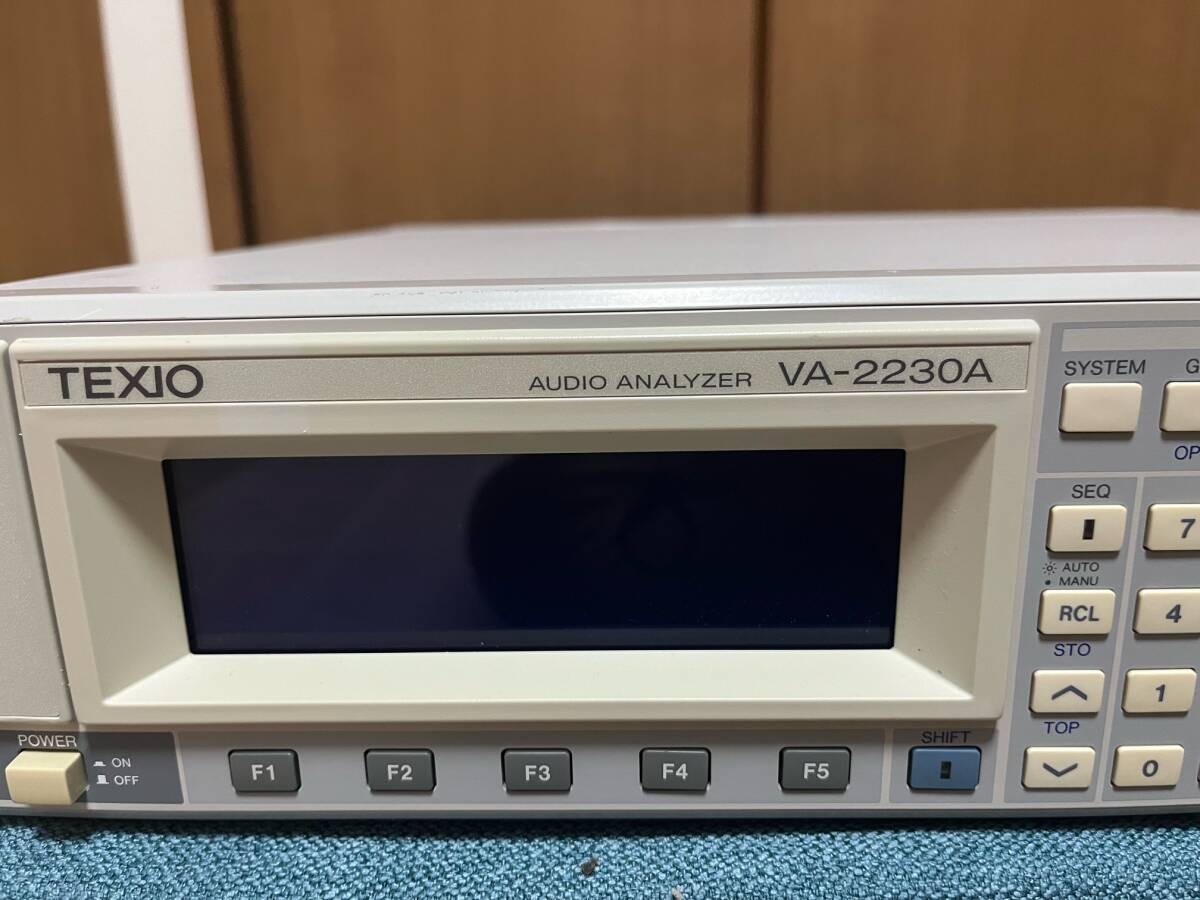 TEXIO
AUDIO ANALYZER VA-2230A
SYSTEM
G
OP
SEQ
7
AUTO
MANU
RCL
4
STO
1
TOP
0
POWER
ON
OFF
F1
F2
F3
F4
F5
SHIFT